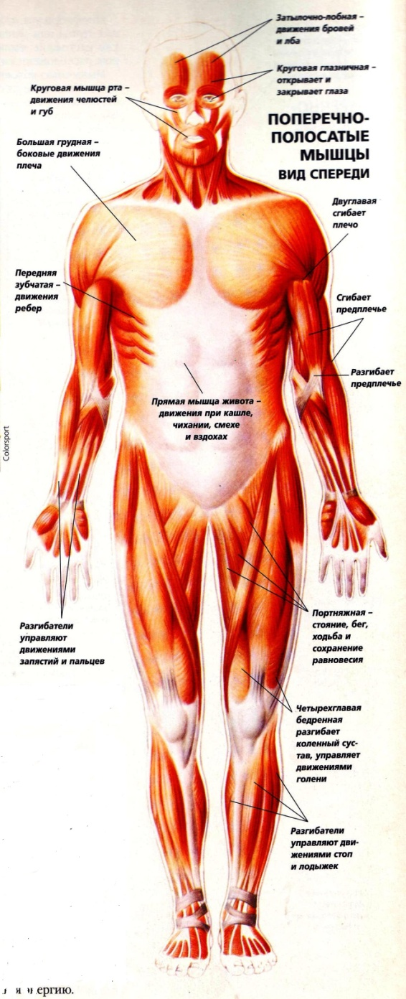 Затылочно-лобная –
движения бровей
и лба
Круговая глазничная –
открывает и
закрывает глаза
Круговая мышца рта –
движения челюстей
и губ
ПОПЕРЕЧНО-
ПОЛОСАТЫЕ
МЫШЦЫ
ВИД СПЕРЕДИ
Большая грудная –
боковые движения
плеча
Двуглавая
сгибает
плечо
Передняя
зубчатая –
движения
ребер
Сгибает
предплечье
Разгибает
предплечье
Прямая мышца живота –
движения при кашле,
чихании, смехе
и вздохах
Colorsport
Портняжная –
стояние, бег,
ходьба и
сохранение
равновесия
Разгибатели
управляют
движениями
запястий и пальцев
Четырехглавая
бедренная
разгибает
коленный сус-
тав, управляет
движениями
голени
Разгибатели
управляют дви-
жениями стоп
и лодыжек
ергию.